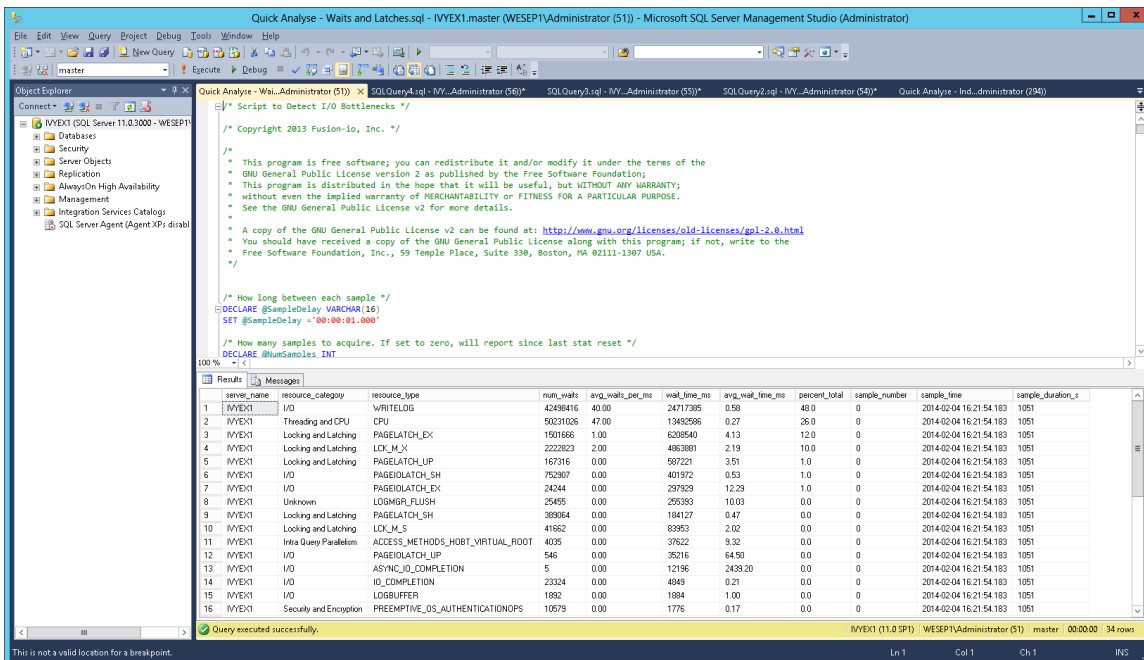 Quick Analyse - Waits and Latches.sql - IVYEX1.master (WESEP1\Administrator (51)) - Microsoft SQL Server Management Studio (Administrator)
File Edit View Query Project Debug Tools Window Help
New Query
master Execute Debug
Object Explorer
Quick Analyse - Wai...Administrator (51)) SQLQuery4.sql - IVY...Administrator (56))* SQLQuery3.sql - IVY...Administrator (55))* SQLQuery2.sql - IVY...Administrator (54))* Quick Analyse - Ind...dministrator (294))
Connect
IVYEX1 (SQL Server 11.0.3000 - WESEP1\
Databases
Security
Server Objects
Replication
AlwaysOn High Availability
Management
Integration Services Catalogs
SQL Server Agent (Agent XPs disabl
/* Script to Detect I/O Bottlenecks */
/* Copyright 2013 Fusion-io, Inc. */
/*
* This program is free software; you can redistribute it and/or modify it under the terms of the
* GNU General Public License version 2 as published by the Free Software Foundation;
* This program is distributed in the hope that it will be useful, but WITHOUT ANY WARRANTY;
* without even the implied warranty of MERCHANTABILITY or FITNESS FOR A PARTICULAR PURPOSE.
* See the GNU General Public License v2 for more details.
*
* A copy of the GNU General Public License v2 can be found at: http://www.gnu.org/licenses/old-licenses/gpl-2.0.html
* You should have received a copy of the GNU General Public License along with this program; if not, write to the
* Free Software Foundation, Inc., 59 Temple Place, Suite 330, Boston, MA 02111-1307 USA.
*/
/* How long between each sample */
DECLARE @SampleDelay VARCHAR(16)
SET @SampleDelay ='00:00:01.000'
/* How many samples to acquire. If set to zero, will report since last stat reset */
DECLARE @NumSamples INT
100 %
Results Messages
server_name resource_category resource_type num_waits avg_waits_per_ms wait_time_ms avg_wait_time_ms percent_total sample_number sample_time sample_duration_s
1 IVYEX1 I/O WRITELOG 42498416 40.00 24717385 0.58 48.0 0 2014-02-04 16:21:54.183 1051
2 IVYEX1 Threading and CPU CPU 50231026 47.00 13492586 0.27 26.0 0 2014-02-04 16:21:54.183 1051
3 IVYEX1 Locking and Latching PAGELATCH_EX 1501666 1.00 6208540 4.13 12.0 0 2014-02-04 16:21:54.183 1051
4 IVYEX1 Locking and Latching LCK_M_X 2222823 2.00 4863881 2.19 10.0 0 2014-02-04 16:21:54.183 1051
5 IVYEX1 Locking and Latching PAGELATCH_UP 167316 0.00 587221 3.51 1.0 0 2014-02-04 16:21:54.183 1051
6 IVYEX1 I/O PAGEIOLATCH_SH 752907 0.00 401972 0.53 1.0 0 2014-02-04 16:21:54.183 1051
7 IVYEX1 I/O PAGEIOLATCH_EX 24244 0.00 297929 12.29 1.0 0 2014-02-04 16:21:54.183 1051
8 IVYEX1 Unknown LOGMGR_FLUSH 25455 0.00 255393 10.03 0.0 0 2014-02-04 16:21:54.183 1051
9 IVYEX1 Locking and Latching PAGELATCH_SH 389064 0.00 184127 0.47 0.0 0 2014-02-04 16:21:54.183 1051
10 IVYEX1 Locking and Latching LCK_M_S 41662 0.00 83953 2.02 0.0 0 2014-02-04 16:21:54.183 1051
11 IVYEX1 Intra Query Parallelism ACCESS_METHODS_HOBT_VIRTUAL_ROOT 4035 0.00 37622 9.32 0.0 0 2014-02-04 16:21:54.183 1051
12 IVYEX1 I/O PAGEIOLATCH_UP 546 0.00 35216 64.50 0.0 0 2014-02-04 16:21:54.183 1051
13 IVYEX1 I/O ASYNC_IO_COMPLETION 5 0.00 12196 2439.20 0.0 0 2014-02-04 16:21:54.183 1051
14 IVYEX1 I/O IO_COMPLETION 23324 0.00 4849 0.21 0.0 0 2014-02-04 16:21:54.183 1051
15 IVYEX1 I/O LOGBUFFER 1892 0.00 1884 1.00 0.0 0 2014-02-04 16:21:54.183 1051
16 IVYEX1 Security and Encryption PREEMPTIVE_OS_AUTHENTICATIONOPS 10579 0.00 1776 0.17 0.0 0 2014-02-04 16:21:54.183 1051
Query executed successfully. IVYEX1 (11.0 SP1) WESEP1\Administrator (51) master 00:00:00 34 rows
This is not a valid location for a breakpoint. Ln 1 Col 1 Ch 1 INS